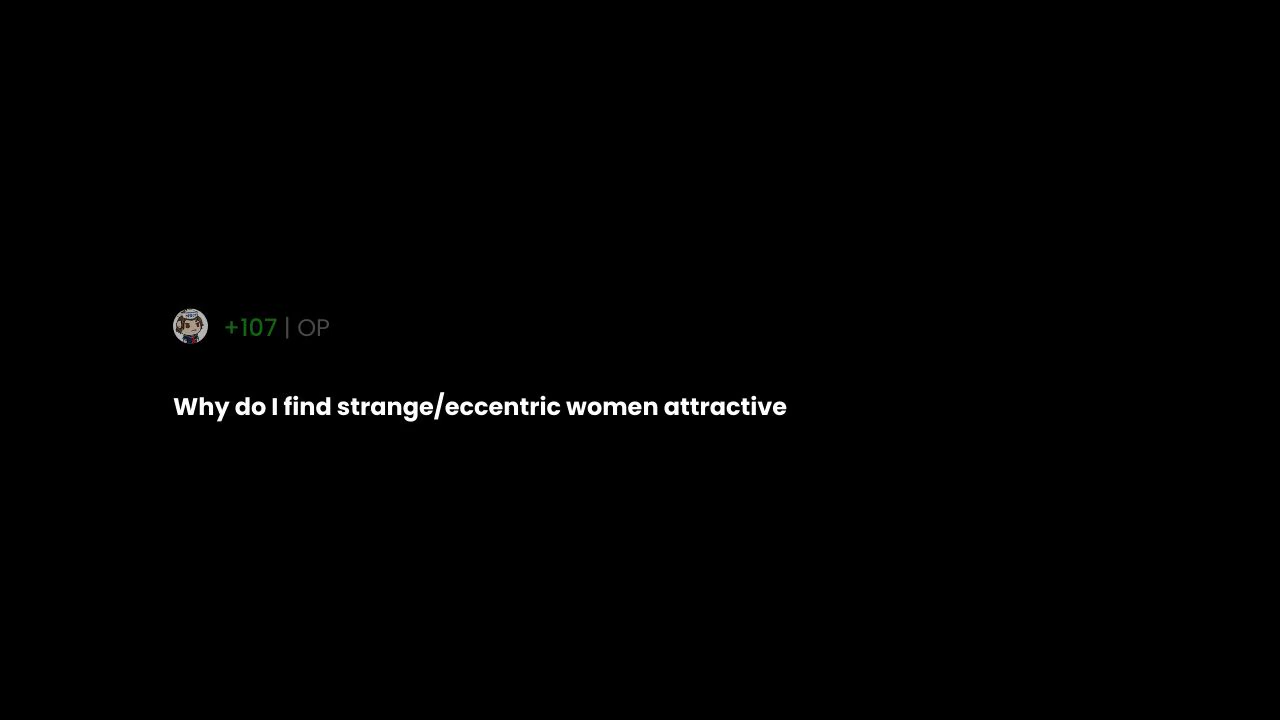 +107 | OP
Why do I find strange/eccentric women attractive